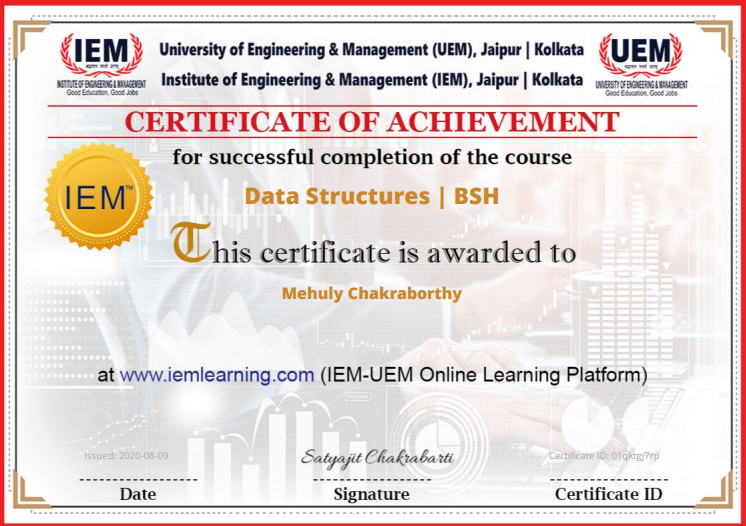 IEM
INSTITUTE OF ENGINEERING & MANAGEMENT
Good Education, Good Jobs
University of Engineering & Management (UEM), Jaipur | Kolkata
Institute of Engineering & Management (IEM), Jaipur | Kolkata
UEM
UNIVERSITY OF ENGINEERING & MANAGEMENT
Good Education, Good Jobs
CERTIFICATE OF ACHIEVEMENT
for successful completion of the course
IEM™
Data Structures | BSH
This certificate is awarded to
Mehuly Chakraborthy
at www.iemlearning.com (IEM-UEM Online Learning Platform)
Issued: 2020-08-09
Satyajit Chakrabarti
Certificate ID: 01qktgj7rp
Date
Signature
Certificate ID